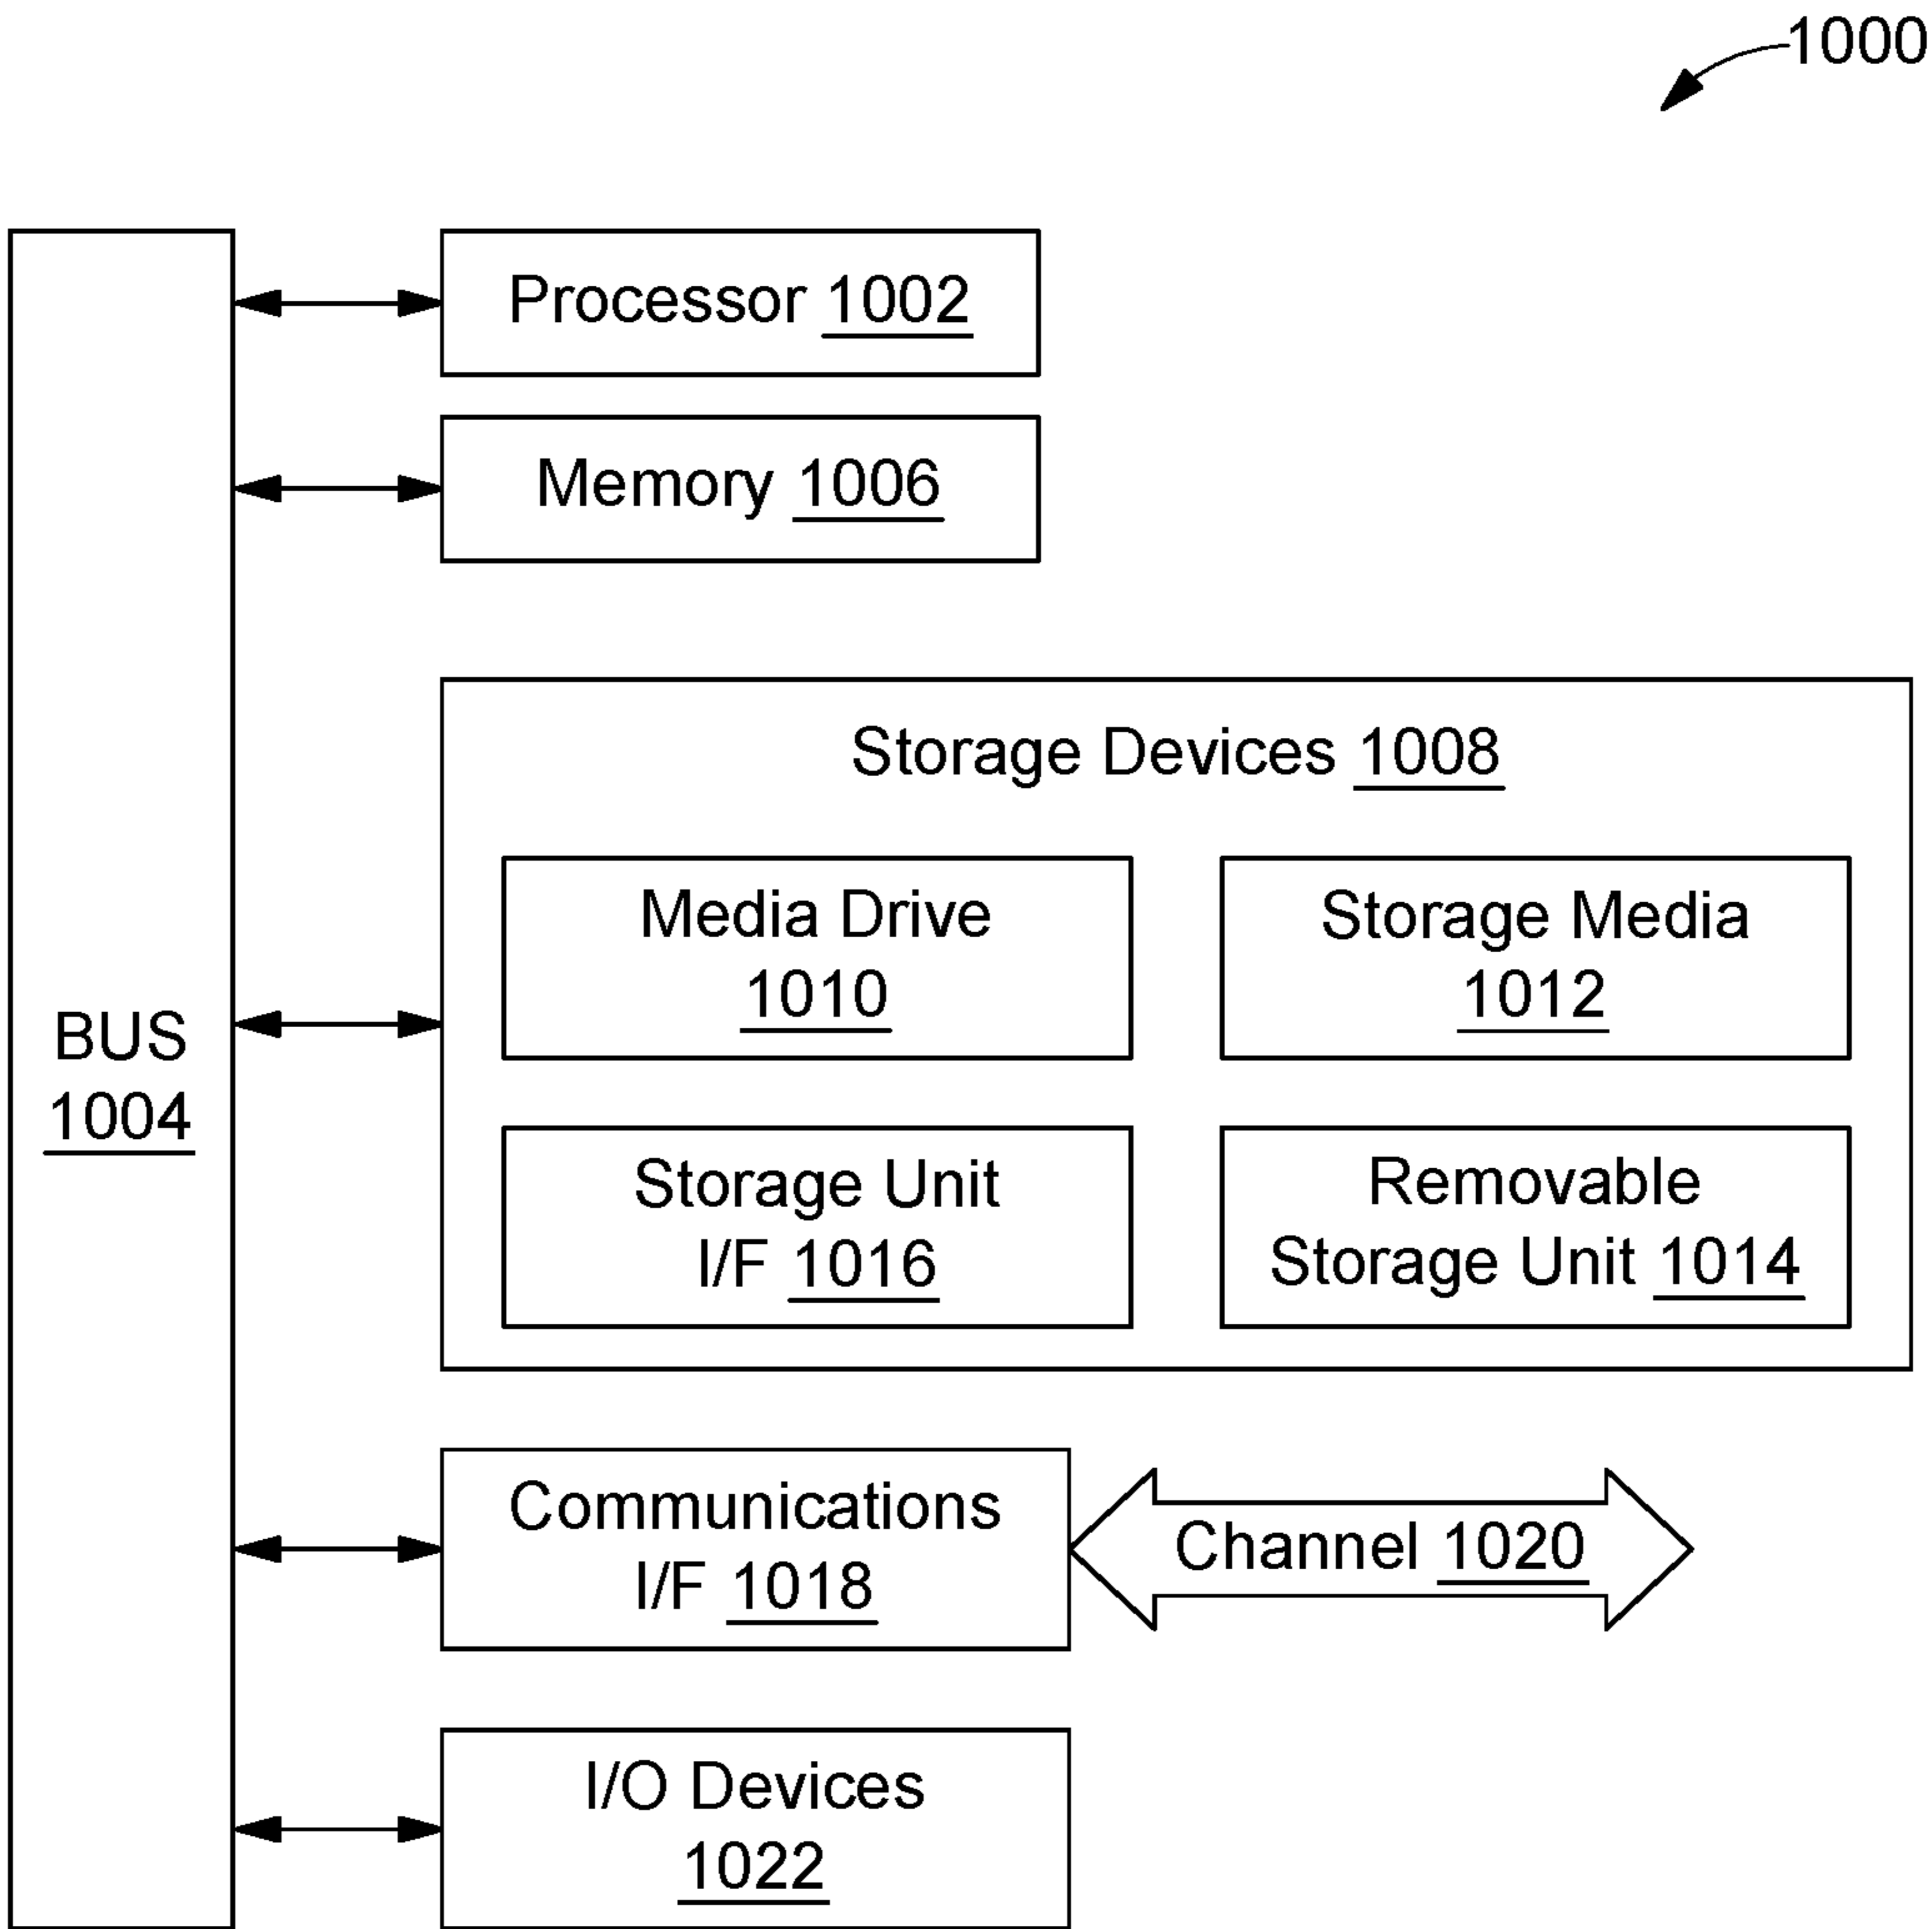 1000
Processor 1002
Memory 1006
Storage Devices 1008
Media Drive
1010
Storage Media
1012
BUS
1004
Storage Unit
I/F 1016
Removable
Storage Unit 1014
Communications
I/F 1018
Channel 1020
I/O Devices
1022